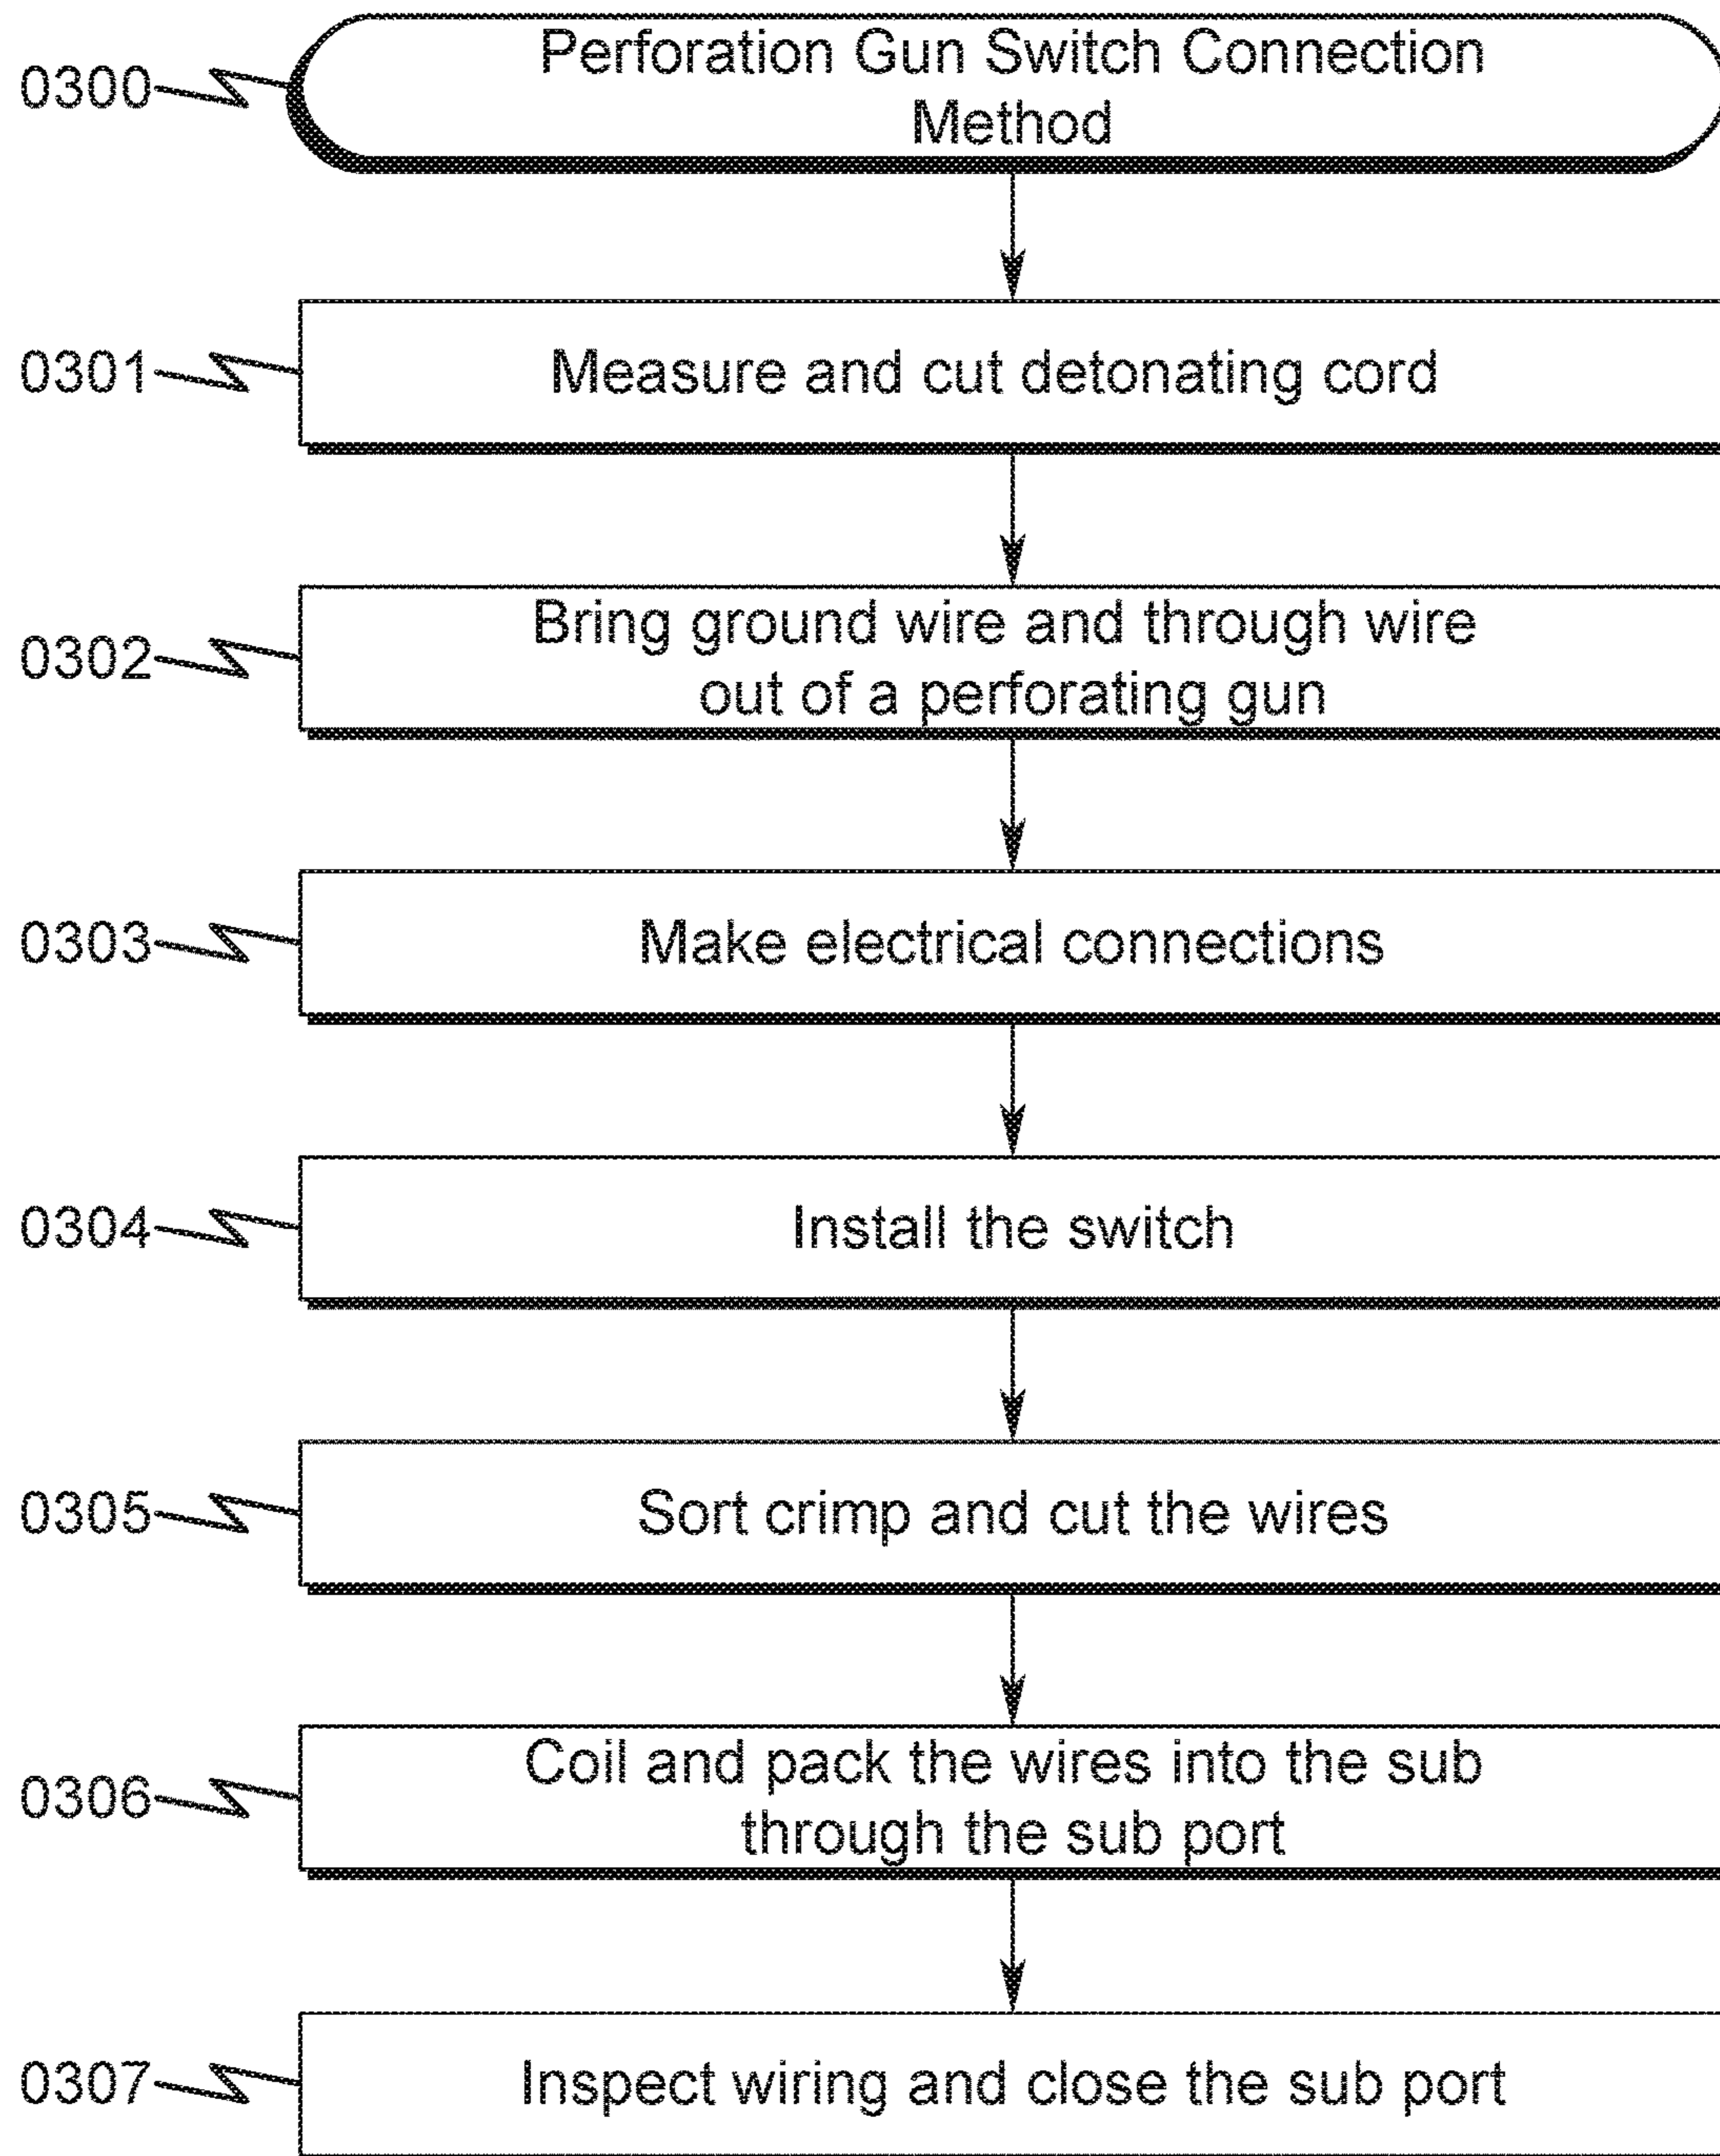 0300
Perforation Gun Switch Connection
Method
0301
Measure and cut detonating cord
0302
Bring ground wire and through wire
out of a perforating gun
0303
Make electrical connections
0304
Install the switch
0305
Sort crimp and cut the wires
0306
Coil and pack the wires into the sub
through the sub port
0307
Inspect wiring and close the sub port